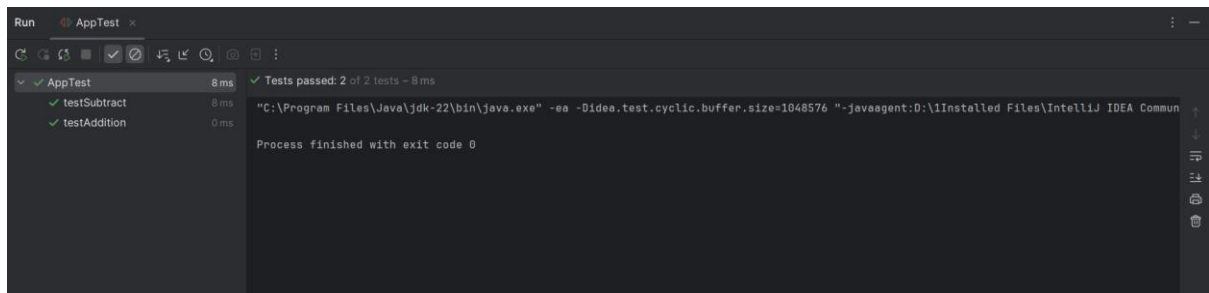 Run AppTest
AppTest 8 ms
testSubtract 8 ms
testAddition 0 ms
Tests passed: 2 of 2 tests – 8 ms
"C:\Program Files\Java\jdk-22\bin\java.exe" -ea -Didea.test.cyclic.buffer.size=1048576 "-javaagent:D:\1Installed Files\IntelliJ IDEA Commun
Process finished with exit code 0